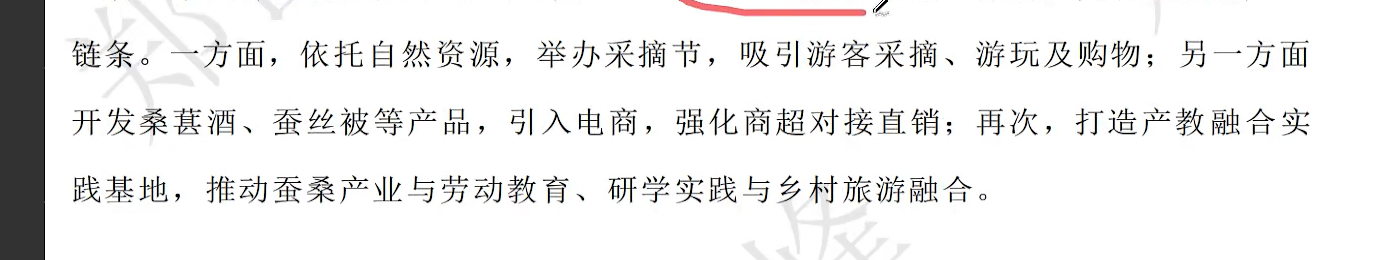 链条。一方面，依托自然资源，举办采摘节，吸引游客采摘、游玩及购物；另一方面
开发桑葚酒、蚕丝被等产品，引入电商，强化商超对接直销；再次，打造产教融合实
践基地，推动蚕桑产业与劳动教育、研学实践与乡村旅游融合。